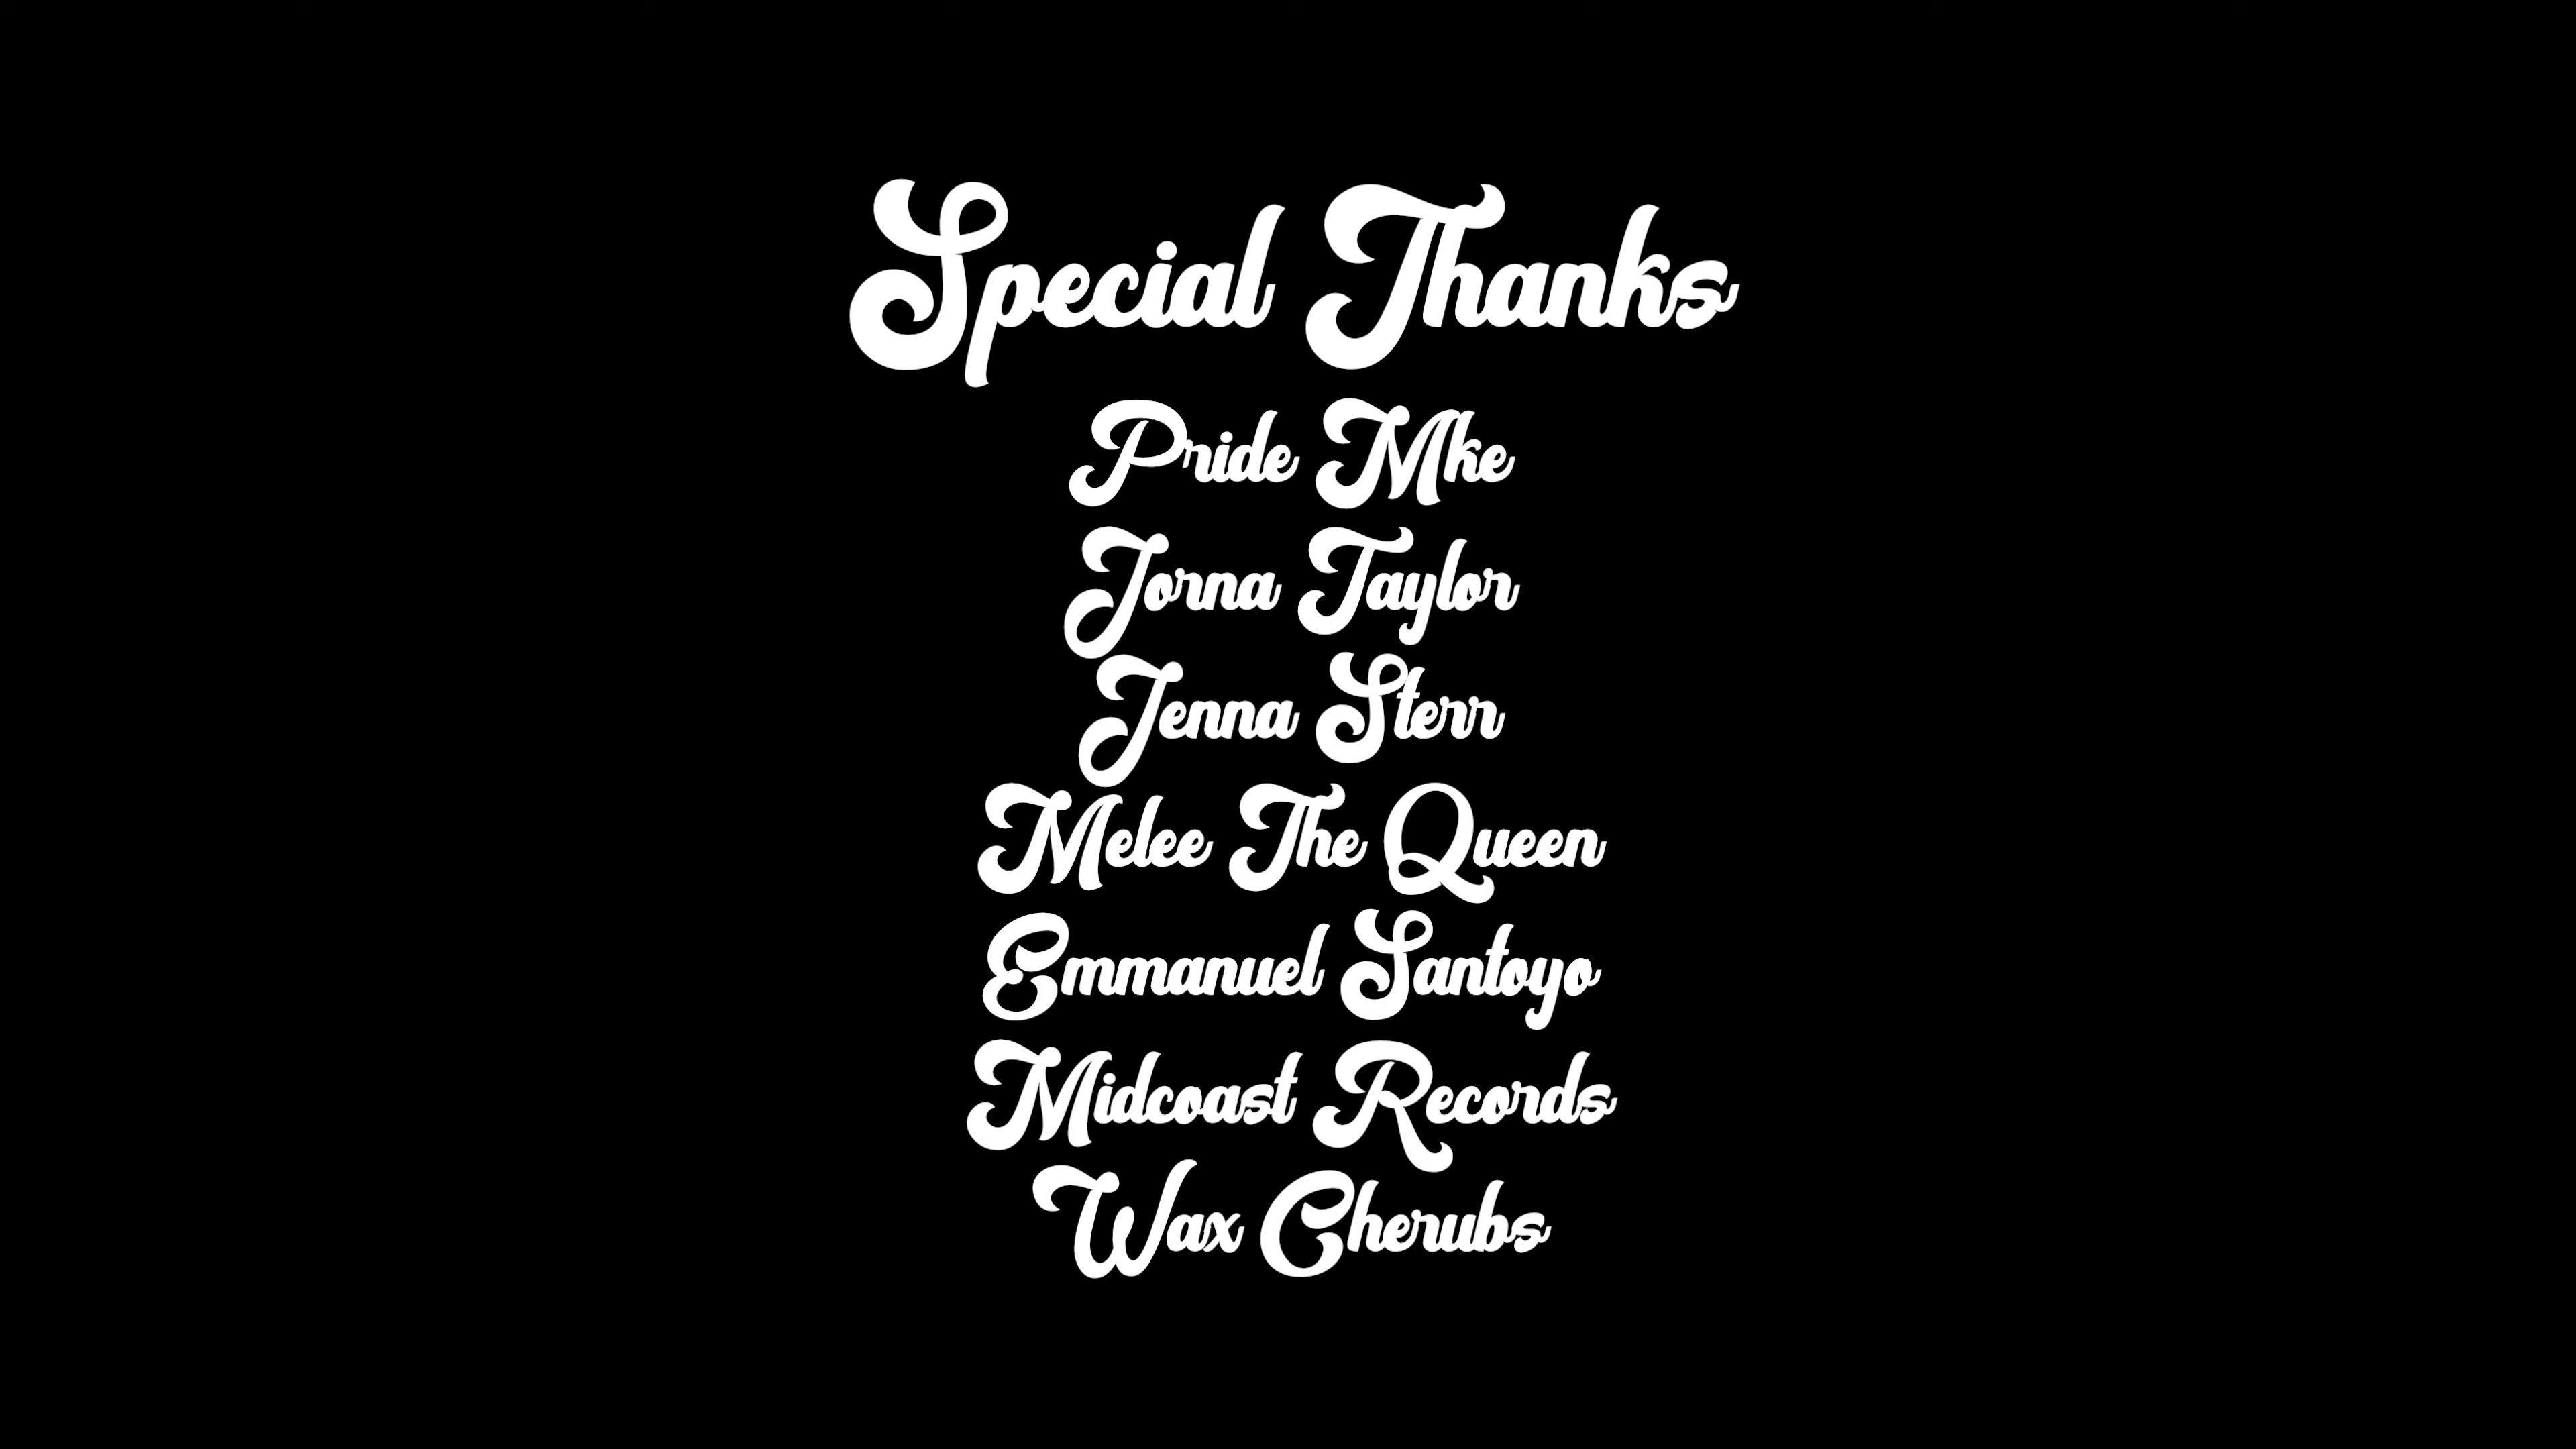 Special Thanks
Pride Mke
Jorna Taylor
Jenna Sterr
Melee The Queen
Emmanuel Santoyo
Midcoast Records
Wax Cherubs